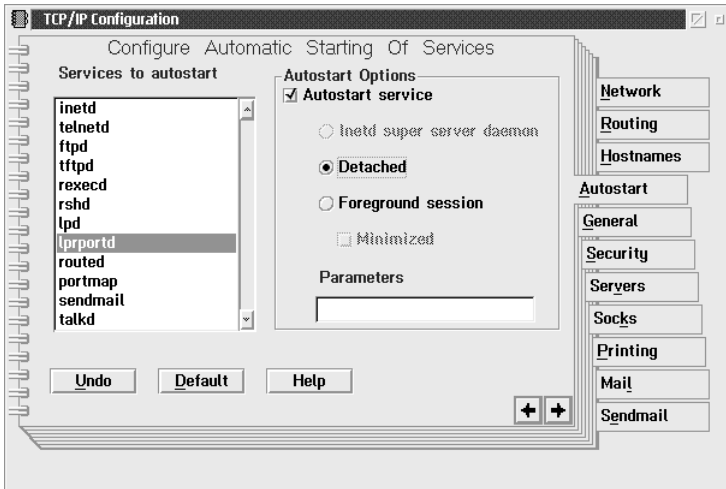 TCP/IP Configuration
Configure Automatic Starting Of Services
Services to autostart
inetd
telnetd
ftpd
tftpd
rexecd
rshd
lpd
lprportd
routed
portmap
sendmail
talkd
Autostart Options
Autostart service
Inetd super server daemon
Detached
Foreground session
Minimized
Parameters
Undo
Default
Help
Network
Routing
Hostnames
Autostart
General
Security
Servers
Socks
Printing
Mail
Sendmail